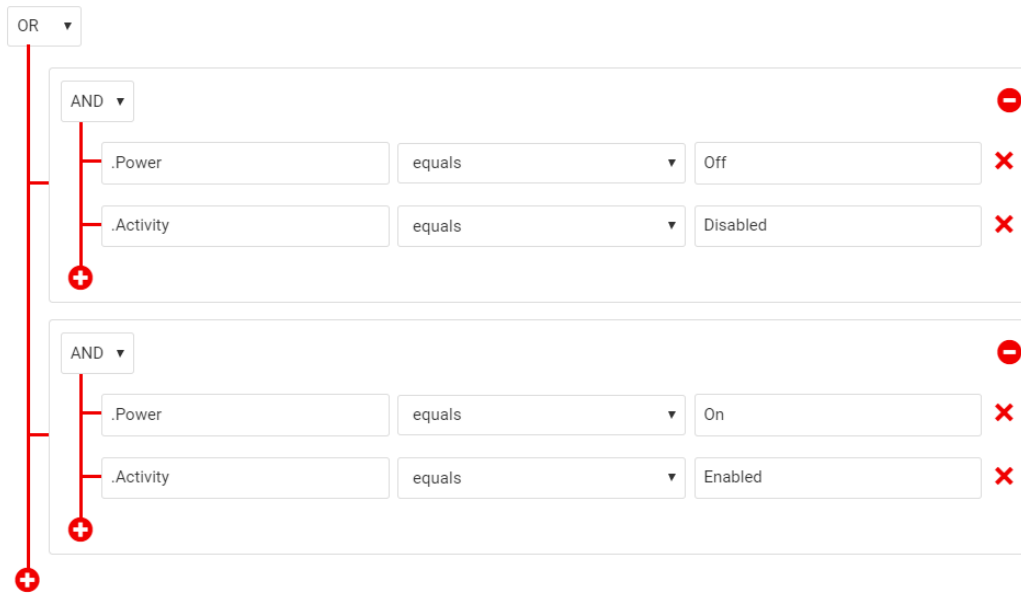 OR
AND
.Power equals Off
.Activity equals Disabled
AND
.Power equals On
.Activity equals Enabled